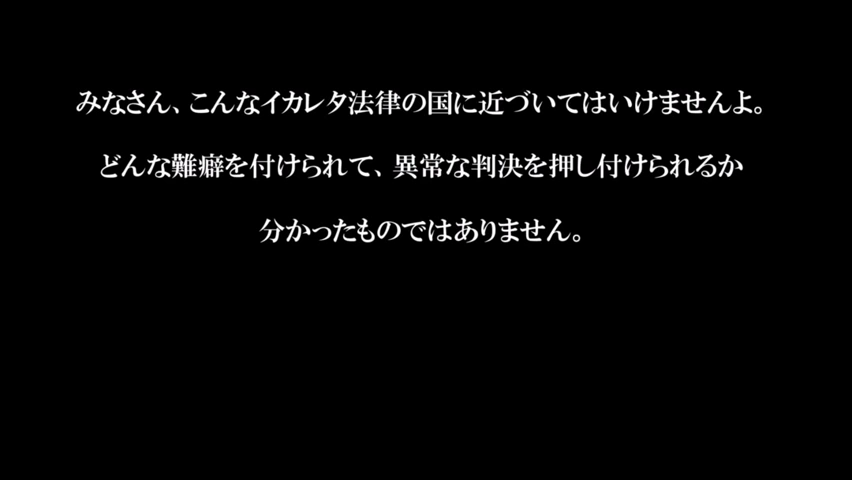 みなさん、こんなイカレタ法律の国に近づいてはいけませんよ。
どんな難癖を付けられて、異常な判決を押し付けられるか
分かったものではありません。